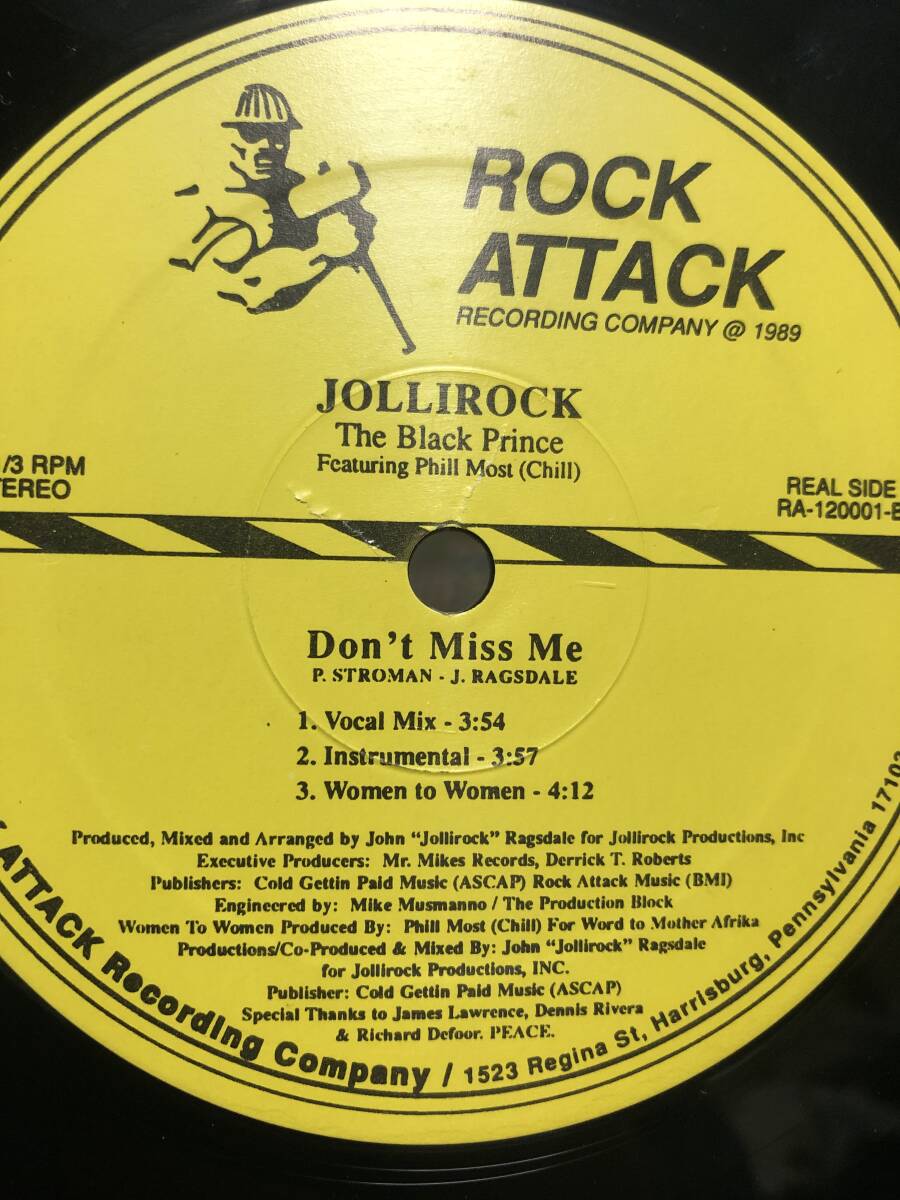 ROCK
ATTACK
RECORDING COMPANY @ 1989
JOLLIROCK
The Black Prince
Featuring Phill Most (Chill)
/3 RPM
TEREO
REAL SIDE
RA-120001-B
Don't Miss Me
P. STROMAN - J. RAGSDALE
1. Vocal Mix - 3:54
2. Instrumental - 3:57
3. Women to Women - 4:12
Produced, Mixed and Arranged by John "Jollirock" Ragsdale for Jollirock Productions, Inc
Executive Producers: Mr. Mikes Records, Derrick T. Roberts
Publishers: Cold Gettin Paid Music (ASCAP) Rock Attack Music (BMI)
Engineered by: Mike Musmanno / The Production Block
Women To Women Produced By: Phill Most (Chill) For Word to Mother Afrika
Productions/Co-Produced & Mixed By: John "Jollirock" Ragsdale
for Jollirock Productions, INC.
Publisher: Cold Gettin Paid Music (ASCAP)
Special Thanks to James Lawrence, Dennis Rivera
& Richard Defoor. PEACE.
ATTACK Recording Company / 1523 Regina St, Harrisburg, Pennsylvania 17103